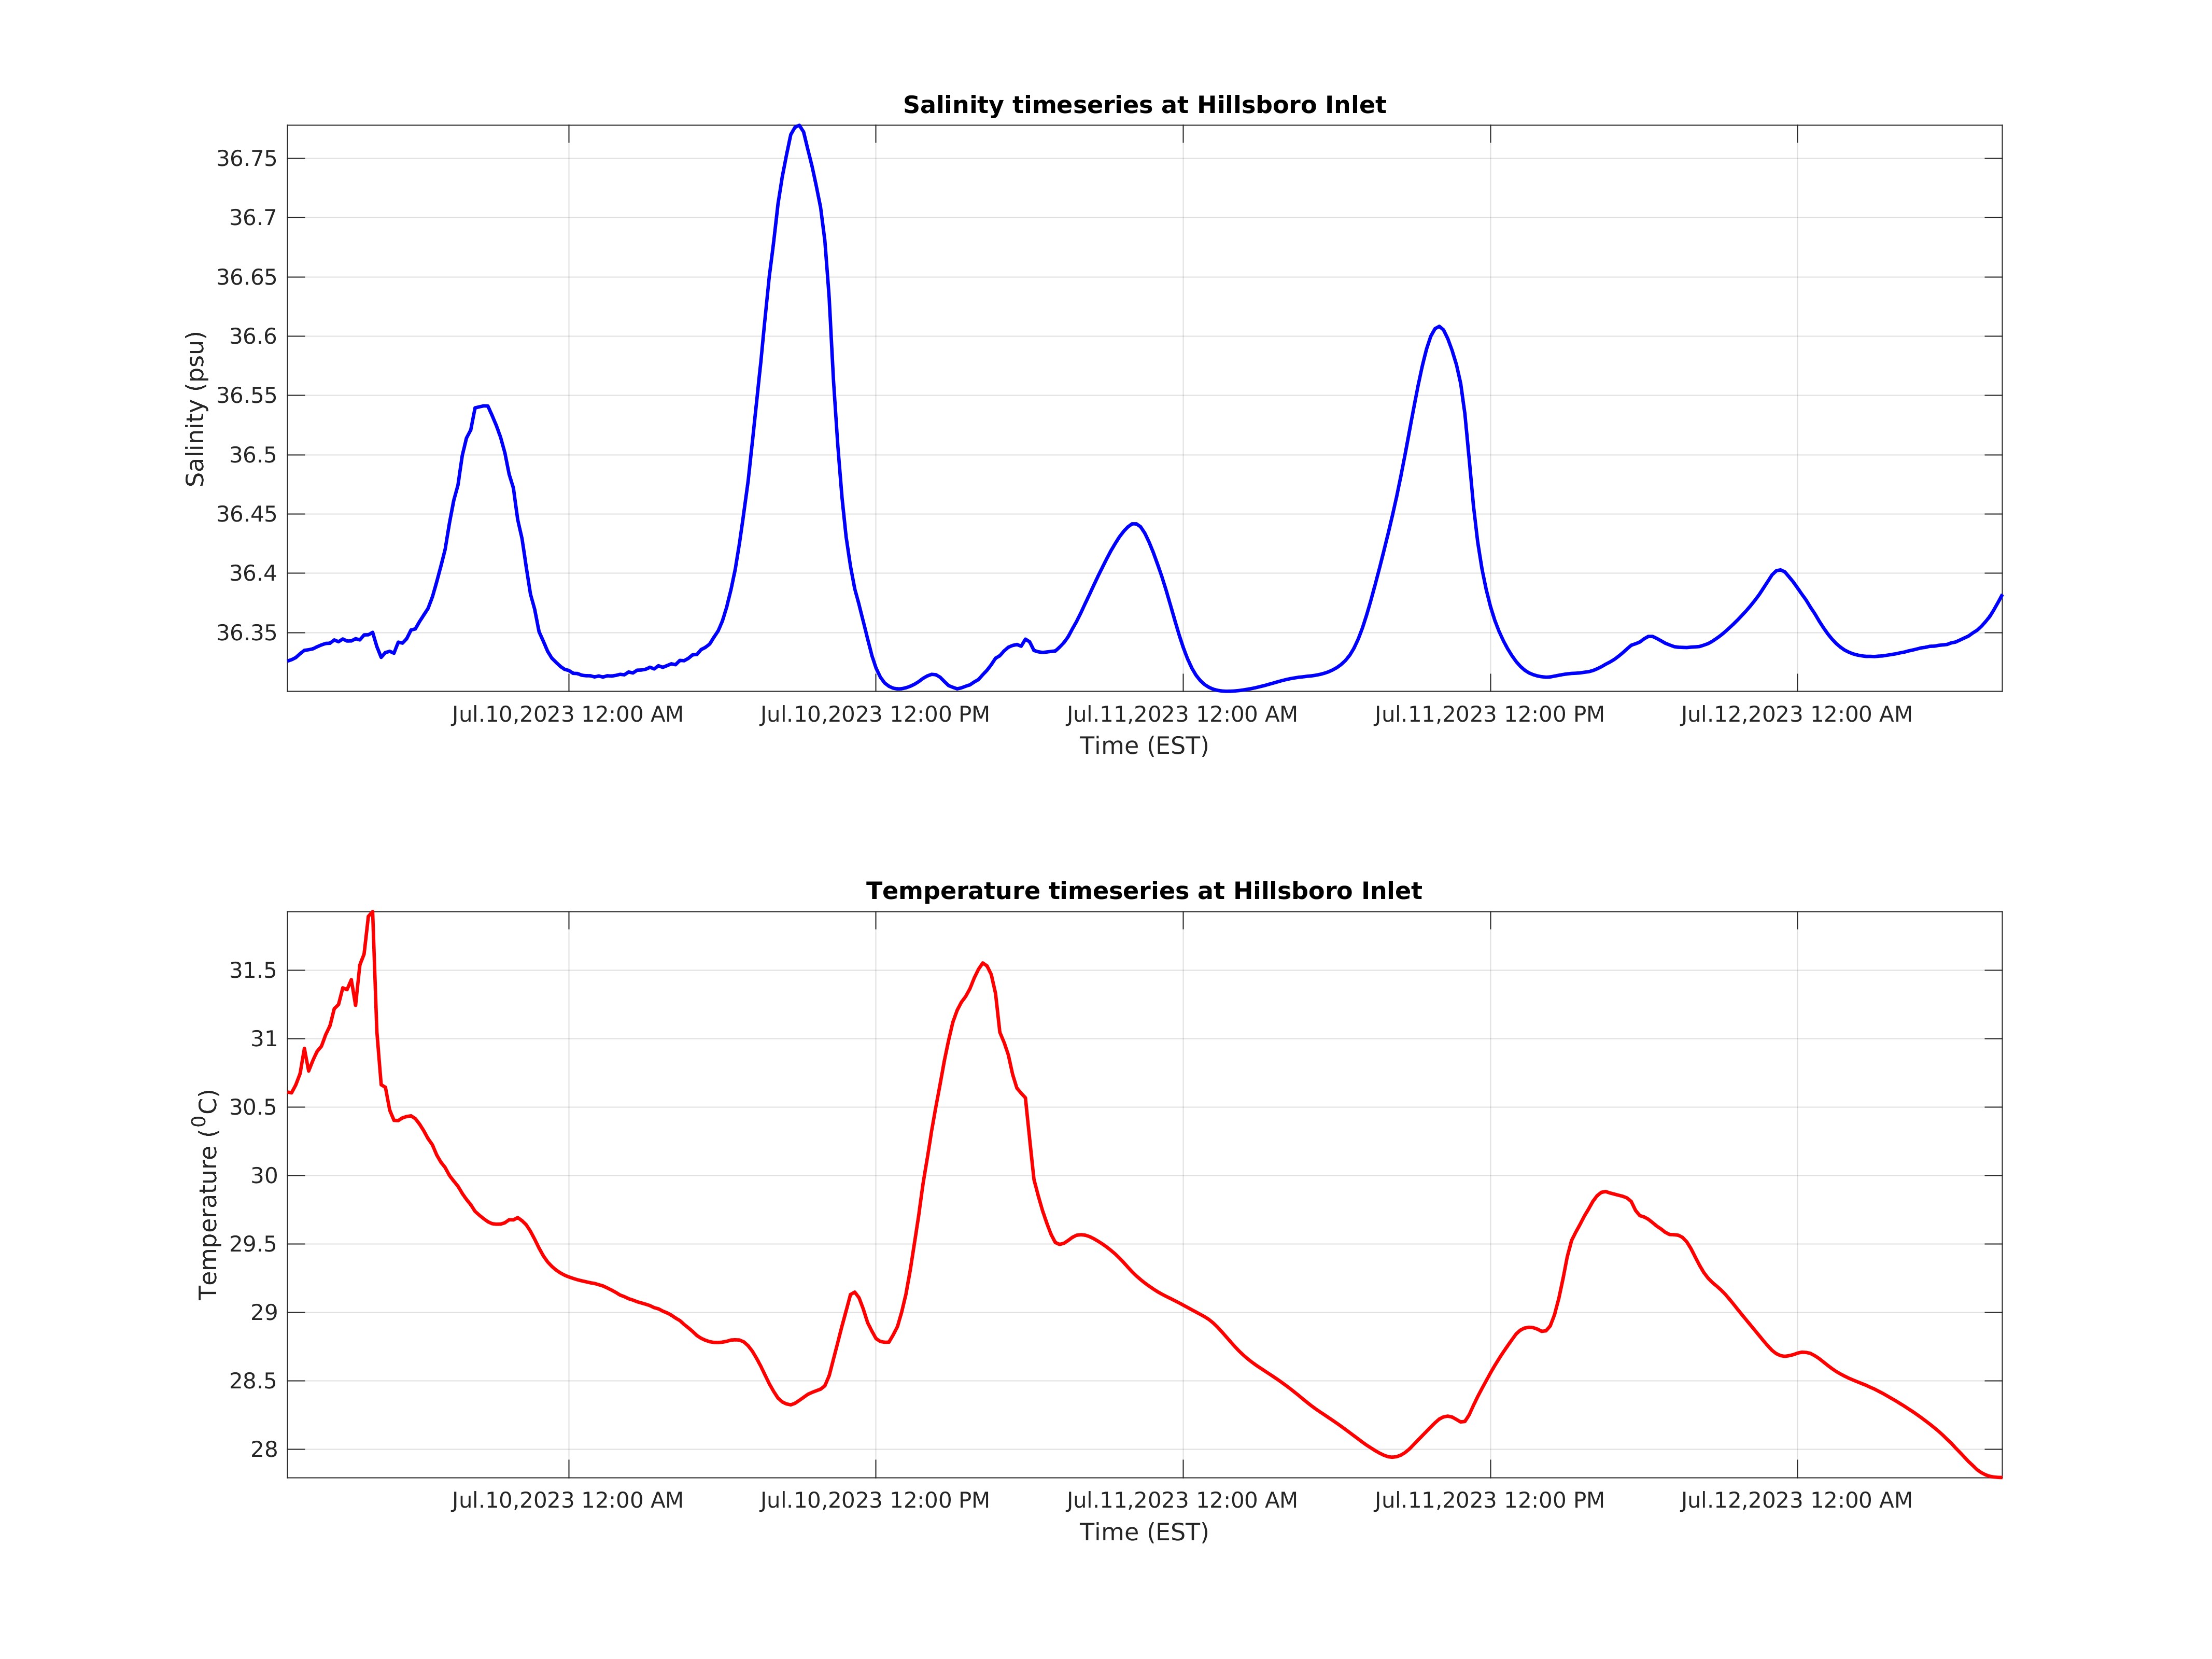 Salinity timeseries at Hillsboro Inlet
Salinity (psu)
36.75
36.7
36.65
36.6
36.55
36.5
36.45
36.4
36.35
Jul.10,2023 12:00 AM Jul.10,2023 12:00 PM Jul.11,2023 12:00 AM Jul.11,2023 12:00 PM Jul.12,2023 12:00 AM
Time (EST)
Temperature timeseries at Hillsboro Inlet
Temperature (⁰C)
31.5
31
30.5
30
29.5
29
28.5
28
Jul.10,2023 12:00 AM Jul.10,2023 12:00 PM Jul.11,2023 12:00 AM Jul.11,2023 12:00 PM Jul.12,2023 12:00 AM
Time (EST)